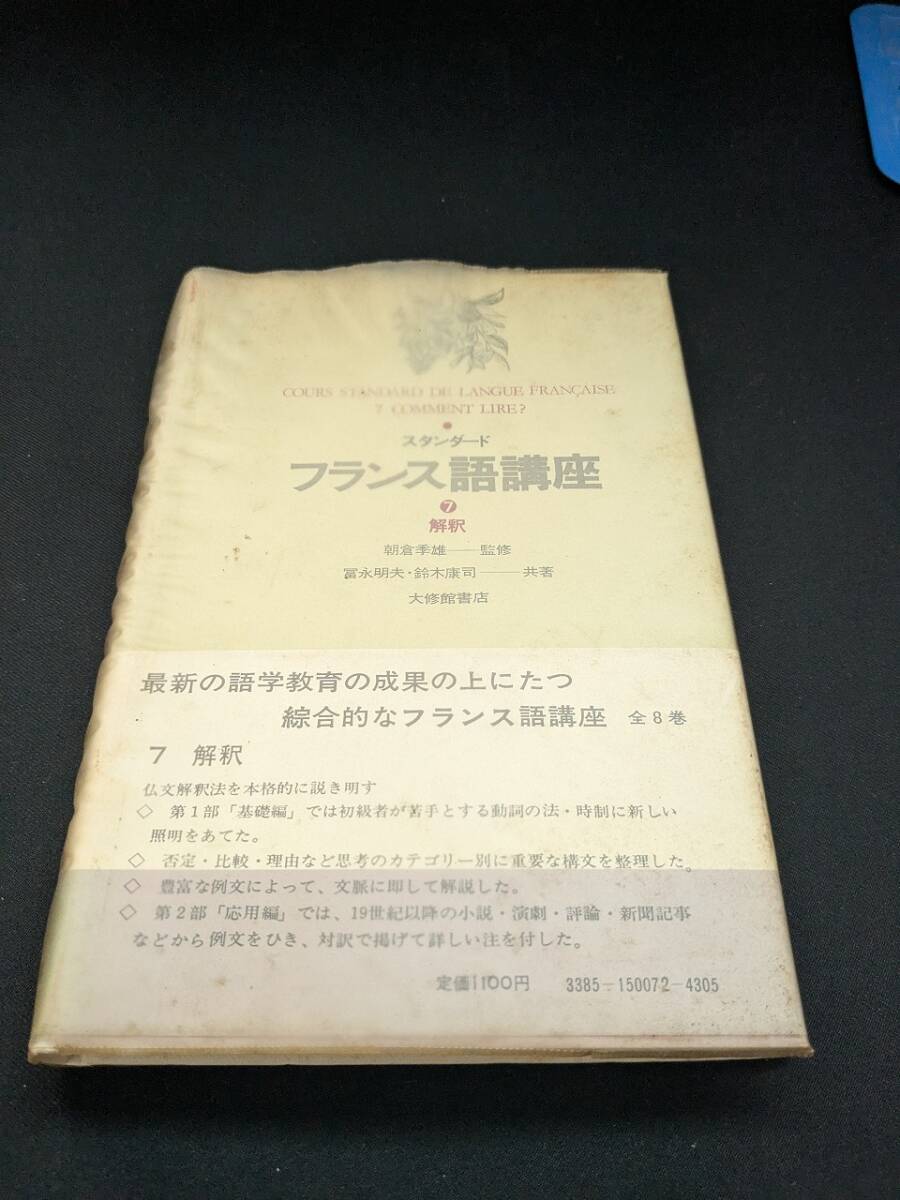 COURS STANDARD DE LANGUE FRANÇAISE
7 COMMENT LIRE?
スタンダード
フランス語講座
7
解釈
朝倉季雄――監修
冨永明夫・鈴木康司――共著
大修館書店
最新の語学教育の成果の上にたつ
綜合的なフランス語講座 全8巻
7 解釈
仏文解釈法を本格的に説き明す
◇ 第1部「基礎編」では初級者が苦手とする動詞の法・時制に新しい
照明をあてた。
◇ 否定・比較・理由など思考のカテゴリー別に重要な構文を整理した。
◇ 豊富な例文によって、文脈に即して解説した。
◇ 第2部「応用編」では、19世紀以降の小説・演劇・評論・新聞記事
などから例文をひき、対訳で掲げて詳しい注を付した。
定価1100円 3385-150072-4305